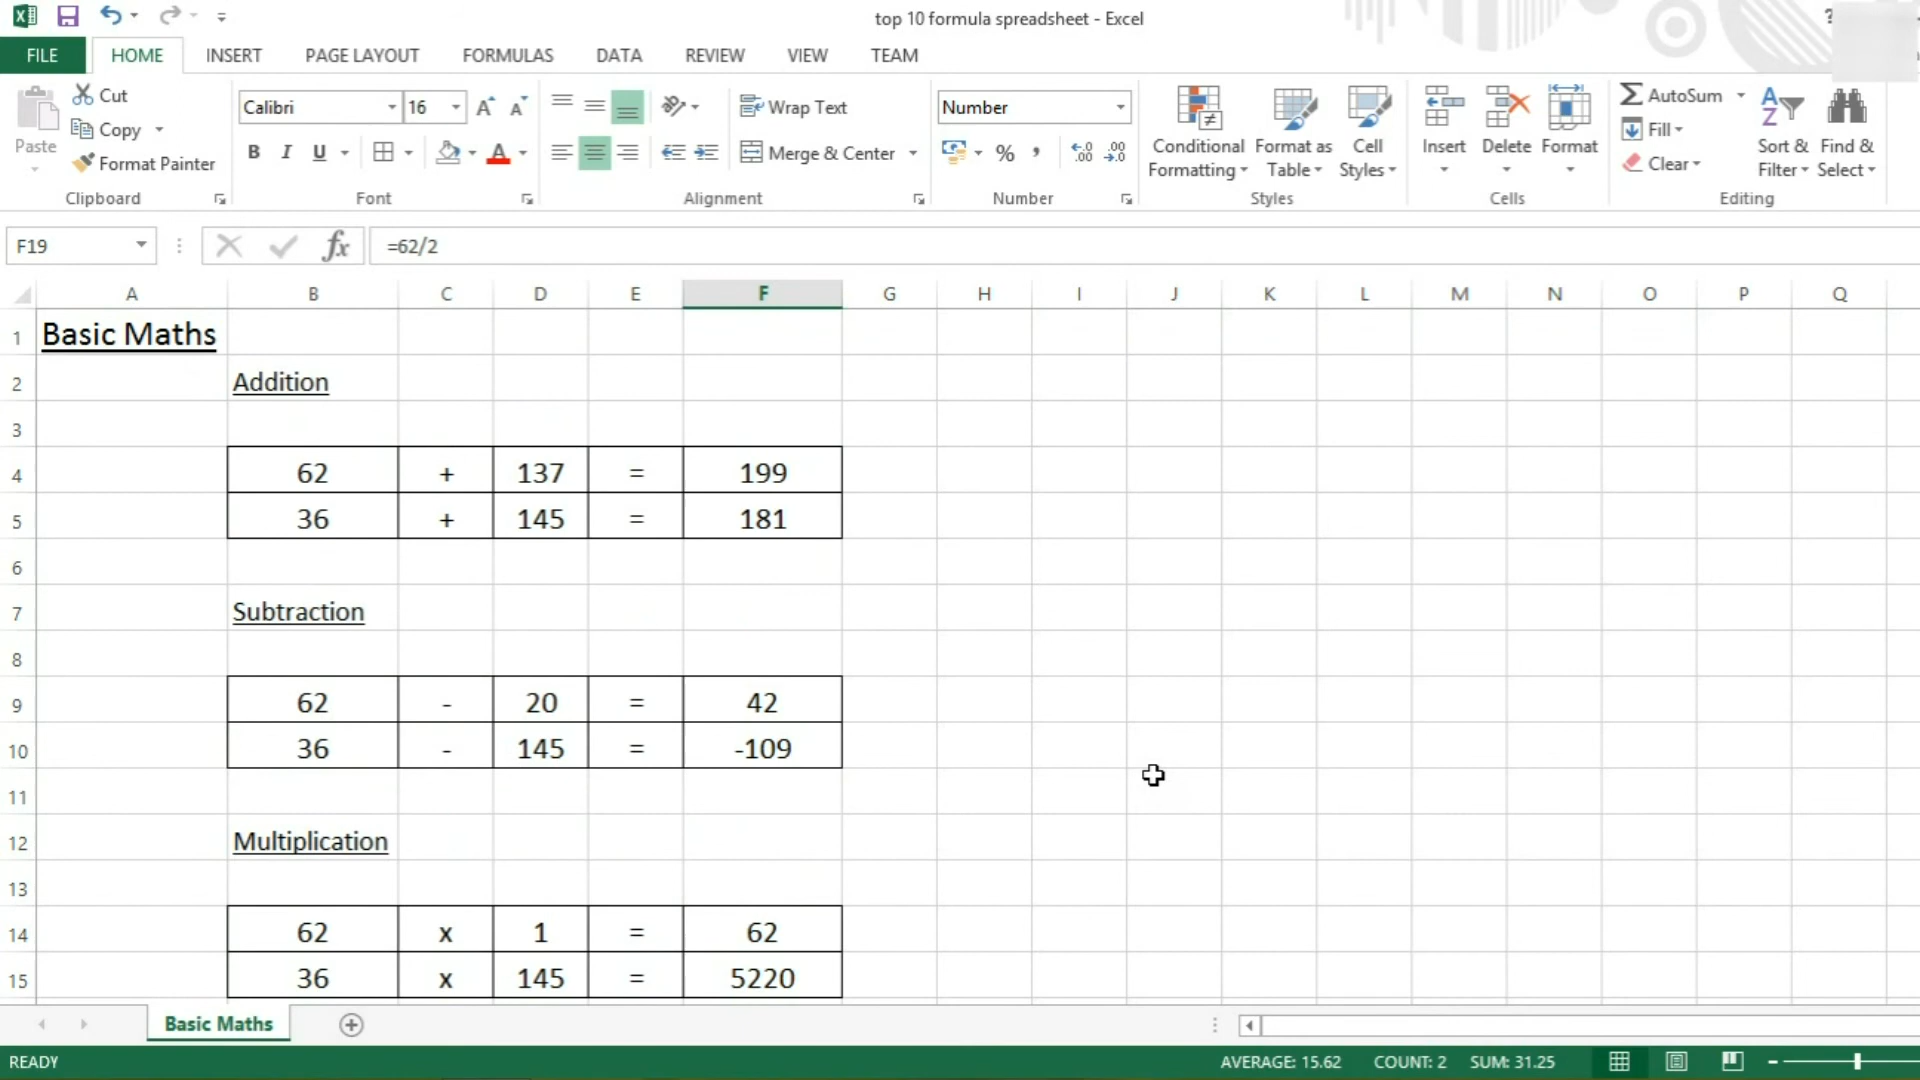 top 10 formula spreadsheet - Excel
?
FILE HOME INSERT PAGE LAYOUT FORMULAS DATA REVIEW VIEW TEAM
Paste
Cut
Copy
Format Painter
Clipboard
Calibri 16
B I U
Font
Wrap Text
Merge & Center
Alignment
Number
%
Number
Conditional Formatting
Format as Table
Cell Styles
Styles
Insert
Delete
Format
Cells
AutoSum
Fill
Clear
Sort & Filter
Find & Select
Editing
F19 fx =62/2
A B C D E F G H I J K L M N O P Q
1 Basic Maths
2 Addition
3
4 62 + 137 = 199
5 36 + 145 = 181
6
7 Subtraction
8
9 62 - 20 = 42
10 36 - 145 = -109
11
12 Multiplication
13
14 62 x 1 = 62
15 36 x 145 = 5220
Basic Maths
READY AVERAGE: 15.62 COUNT: 2 SUM: 31.25